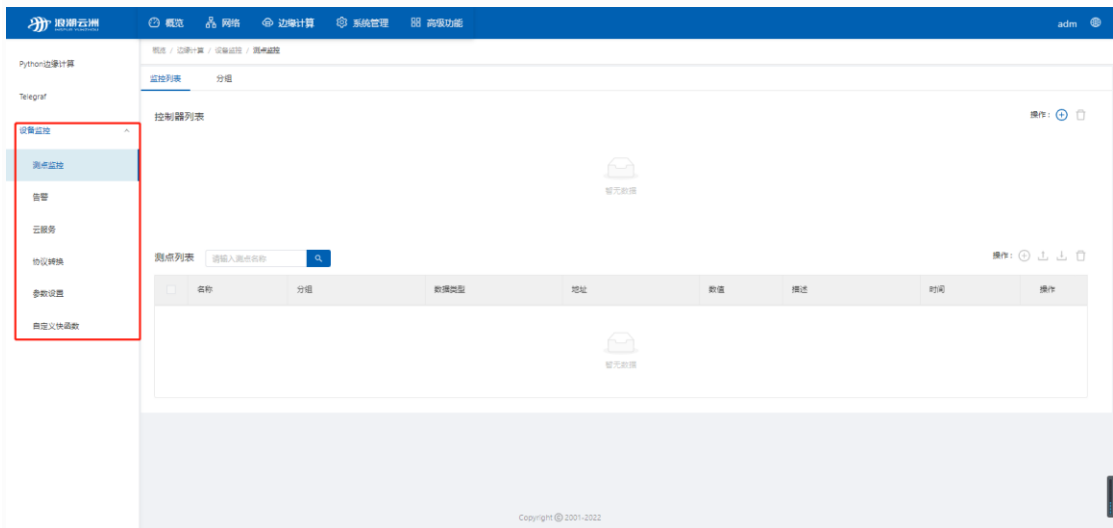 浪潮云洲 概览 网络 边缘计算 系统管理 高级功能 adm
概览 / 边缘计算 / 设备监控 / 测点监控
Python边缘计算
Telegraf
设备监控
测点监控
告警
云服务
协议转换
参数设置
自定义快函数
监控列表 分组
控制器列表 操作:
暂无数据
测点列表 请输入测点名称 操作:
名称 分组 数据类型 地址 数值 描述 时间 操作
暂无数据
Copyright © 2001-2022